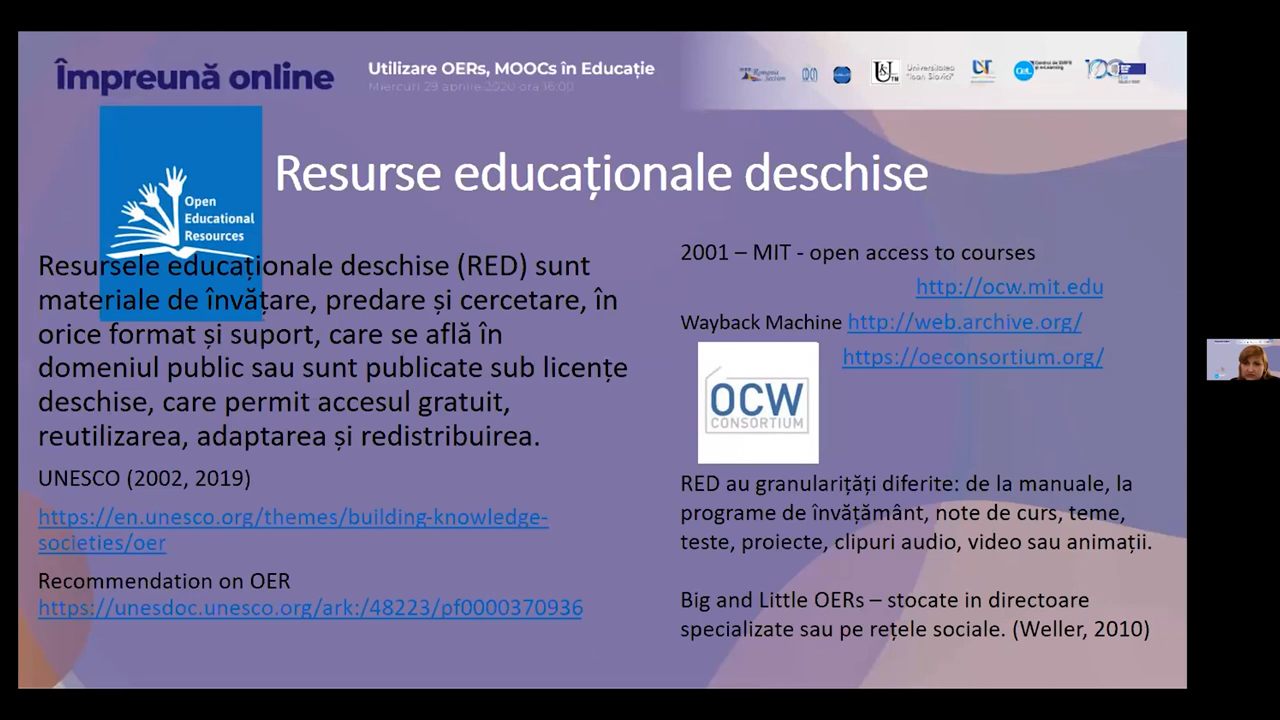 Împreună online
Utilizare OERs, MOOCs în Educație
Miercuri 29 aprilie 2020 ora 16:00
Universitatea
"Ioan Slavici"
Resurse educaționale deschise
Open
Educational
Resources
Resursele educaționale deschise (RED) sunt
materiale de învățare, predare și cercetare, în
orice format și suport, care se află în
domeniul public sau sunt publicate sub licențe
deschise, care permit accesul gratuit,
reutilizarea, adaptarea și redistribuirea.
UNESCO (2002, 2019)
https://en.unesco.org/themes/building-knowledge-
societies/oer
Recommendation on OER
https://unesdoc.unesco.org/ark:/48223/pf0000370936
2001 – MIT - open access to courses
http://ocw.mit.edu
Wayback Machine http://web.archive.org/
https://oeconsortium.org/
OCW
CONSORTIUM
RED au granularițăți diferite: de la manuale, la
programe de învățământ, note de curs, teme,
teste, proiecte, clipuri audio, video sau animații.
Big and Little OERs – stocate in directoare
specializate sau pe rețele sociale. (Weller, 2010)